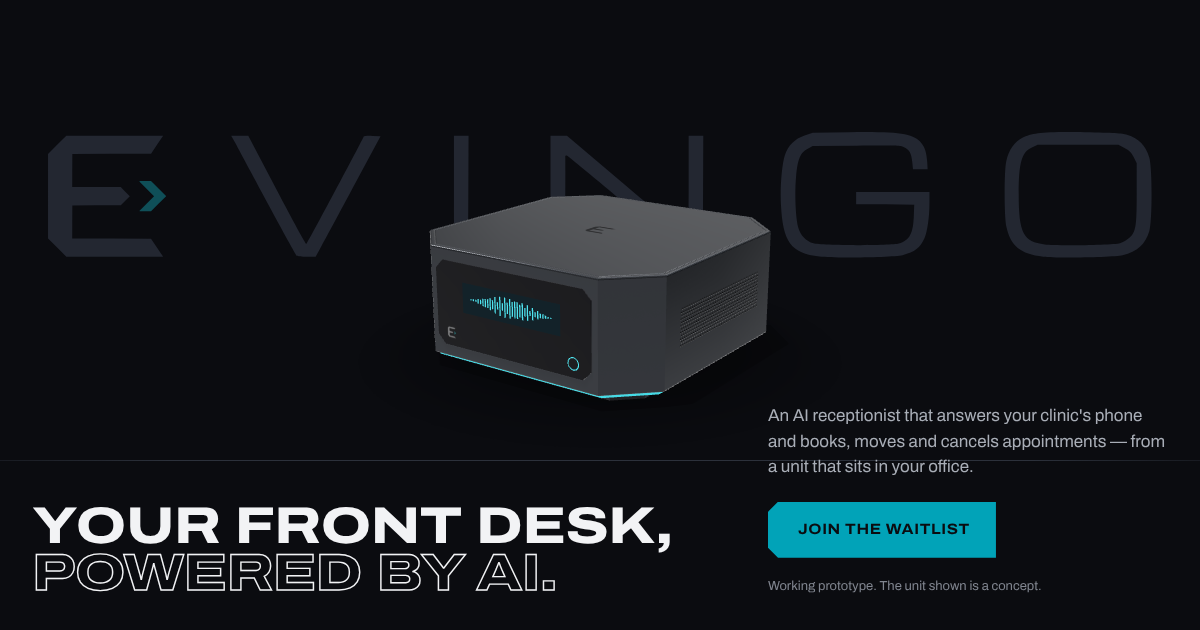 EVINGO
E
E
An AI receptionist that answers your clinic's phone
and books, moves and cancels appointments — from
a unit that sits in your office.
YOUR FRONT DESK,
POWERED BY AI.
JOIN THE WAITLIST
Working prototype. The unit shown is a concept.